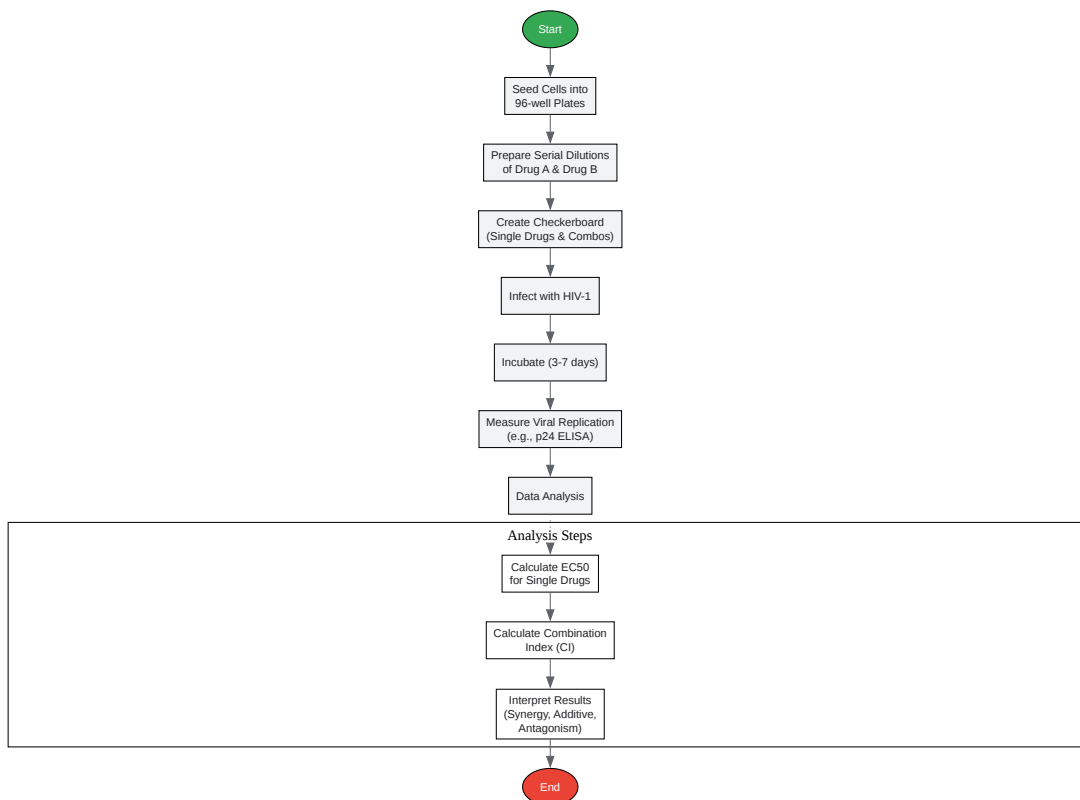 Start
Seed Cells into
96-well Plates
Prepare Serial Dilutions
of Drug A & Drug B
Create Checkerboard
(Single Drugs & Combos)
Infect with HIV-1
Incubate (3-7 days)
Measure Viral Replication
(e.g., p24 ELISA)
Data Analysis
Analysis Steps
Calculate EC50
for Single Drugs
Calculate Combination
Index (CI)
Interpret Results
(Synergy, Additive,
Antagonism)
End